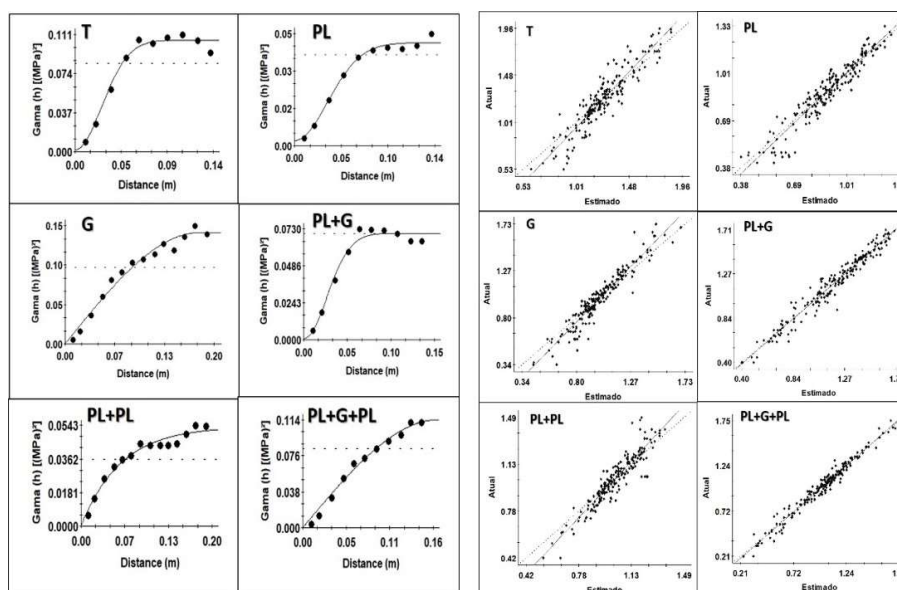 T
Gama (h) [(MPa)²]
0.111
0.074
0.037
0.000
0.00 0.05 0.09 0.14
Distance (m)
PL
Gama (h) [(MPa)²]
0.05
0.03
0.02
0.00
0.00 0.05 0.10 0.14
Distance (m)
G
Gama (h) [(MPa)²]
0.15
0.10
0.05
0.00
0.00 0.07 0.13 0.20
Distance (m)
PL+G
Gama (h) [(MPa)²]
0.0730
0.0486
0.0243
0.0000
0.00 0.05 0.10 0.15
Distance (m)
PL+PL
Gama (h) [(MPa)²]
0.0543
0.0362
0.0181
0.0000
0.00 0.07 0.13 0.20
Distance (m)
PL+G+PL
Gama (h) [(MPa)²]
0.114
0.076
0.038
0.000
0.00 0.05 0.11 0.16
Distance (m)
T
Atual
1.96
1.48
1.01
0.53
0.53 1.01 1.48 1.96
Estimado
PL
Atual
1.33
1.01
0.69
0.38
0.38 0.69 1.01
Estimado
G
Atual
1.73
1.27
0.80
0.34
0.34 0.80 1.27 1.73
Estimado
PL+G
Atual
1.71
1.27
0.84
0.40
0.40 0.84 1.27
Estimado
PL+PL
Atual
1.49
1.13
0.78
0.42
0.42 0.78 1.13 1.49
Estimado
PL+G+PL
Atual
1.75
1.24
0.72
0.21
0.21 0.72 1.24
Estimado